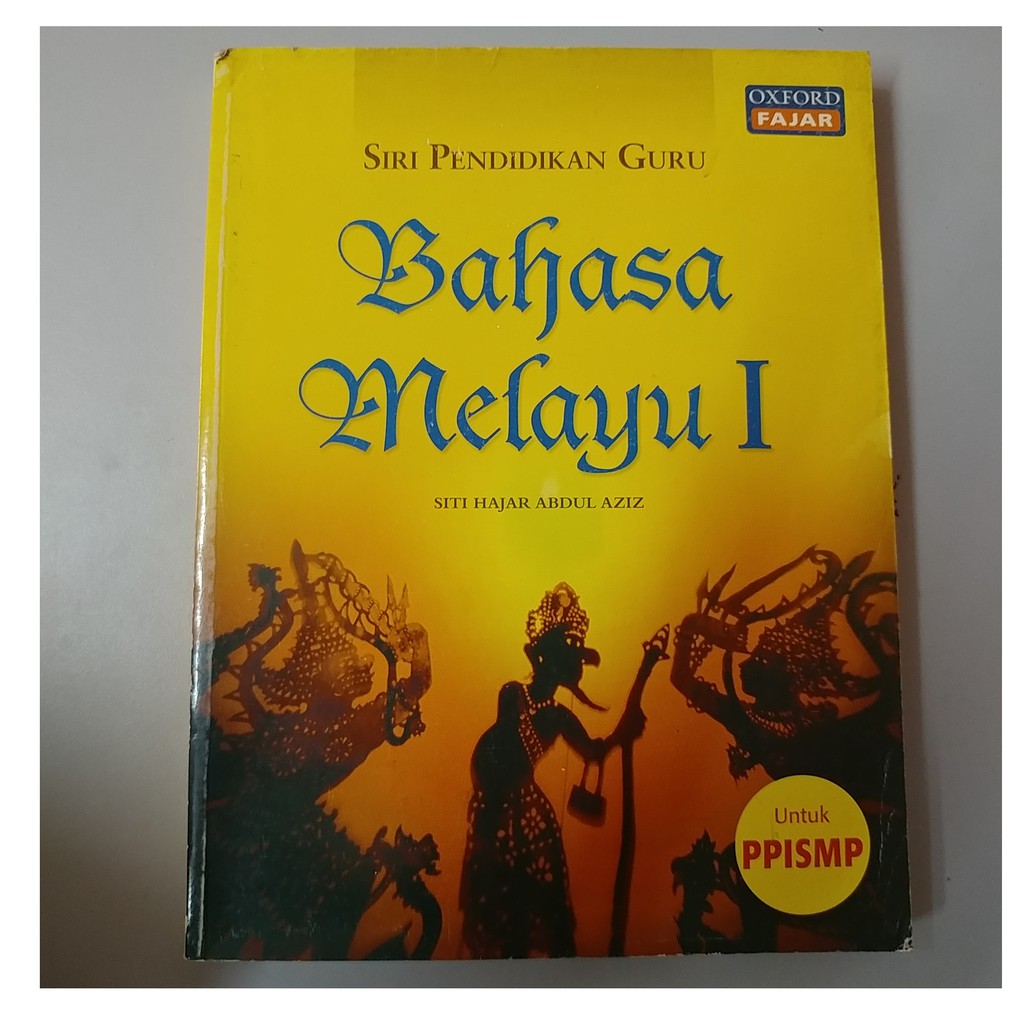 OXFORD
FAJAR
SIRI PENDIDIKAN GURU
Bahasa
Melayu I
SITI HAJAR ABDUL AZIZ
Untuk
PPISMP